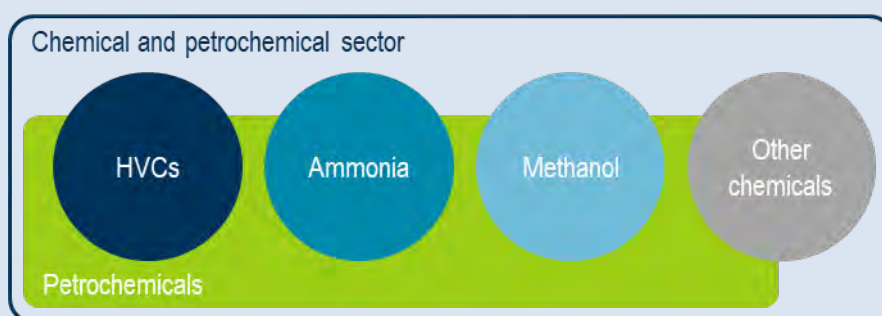 Chemical and petrochemical sector
HVCs
Ammonia
Methanol
Other
chemicals
Petrochemicals